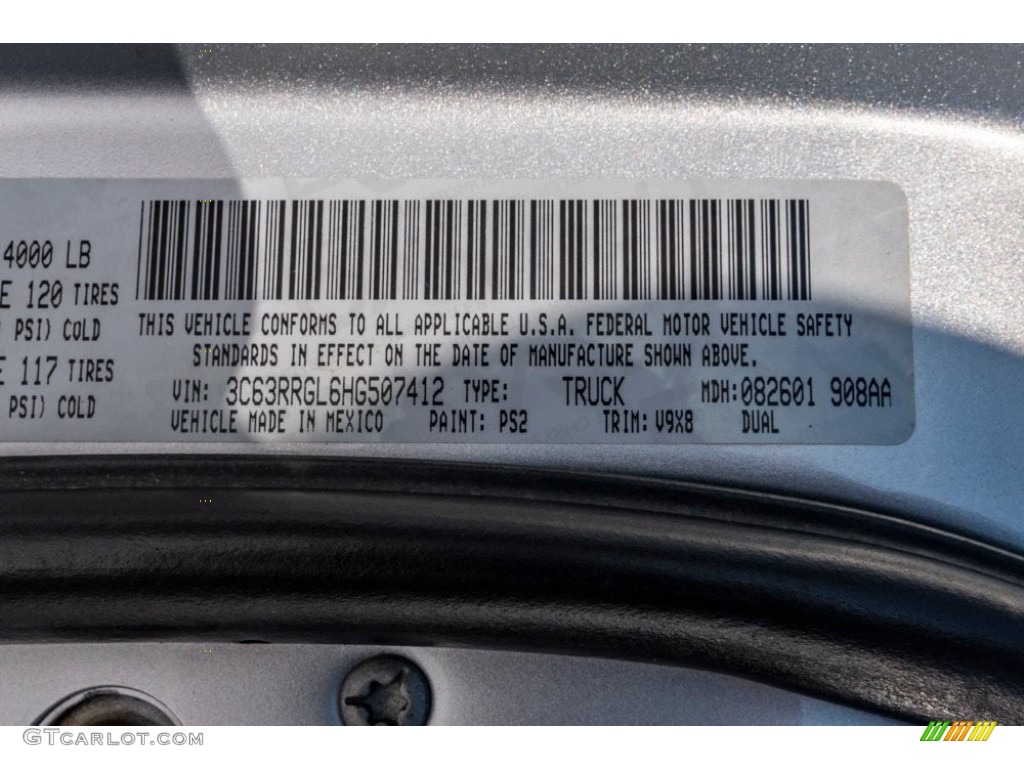 4000 LB
E 120 TIRES
PSI) COLD
E 117 TIRES
PSI) COLD
THIS VEHICLE CONFORMS TO ALL APPLICABLE U.S.A. FEDERAL MOTOR VEHICLE SAFETY
STANDARDS IN EFFECT ON THE DATE OF MANUFACTURE SHOWN ABOVE.
VIN: 3C63RRGL6HG507412 TYPE: TRUCK MDH:082601 908AA
VEHICLE MADE IN MEXICO PAINT: PS2 TRIM: V9X8 DUAL
GTCARLOT.COM